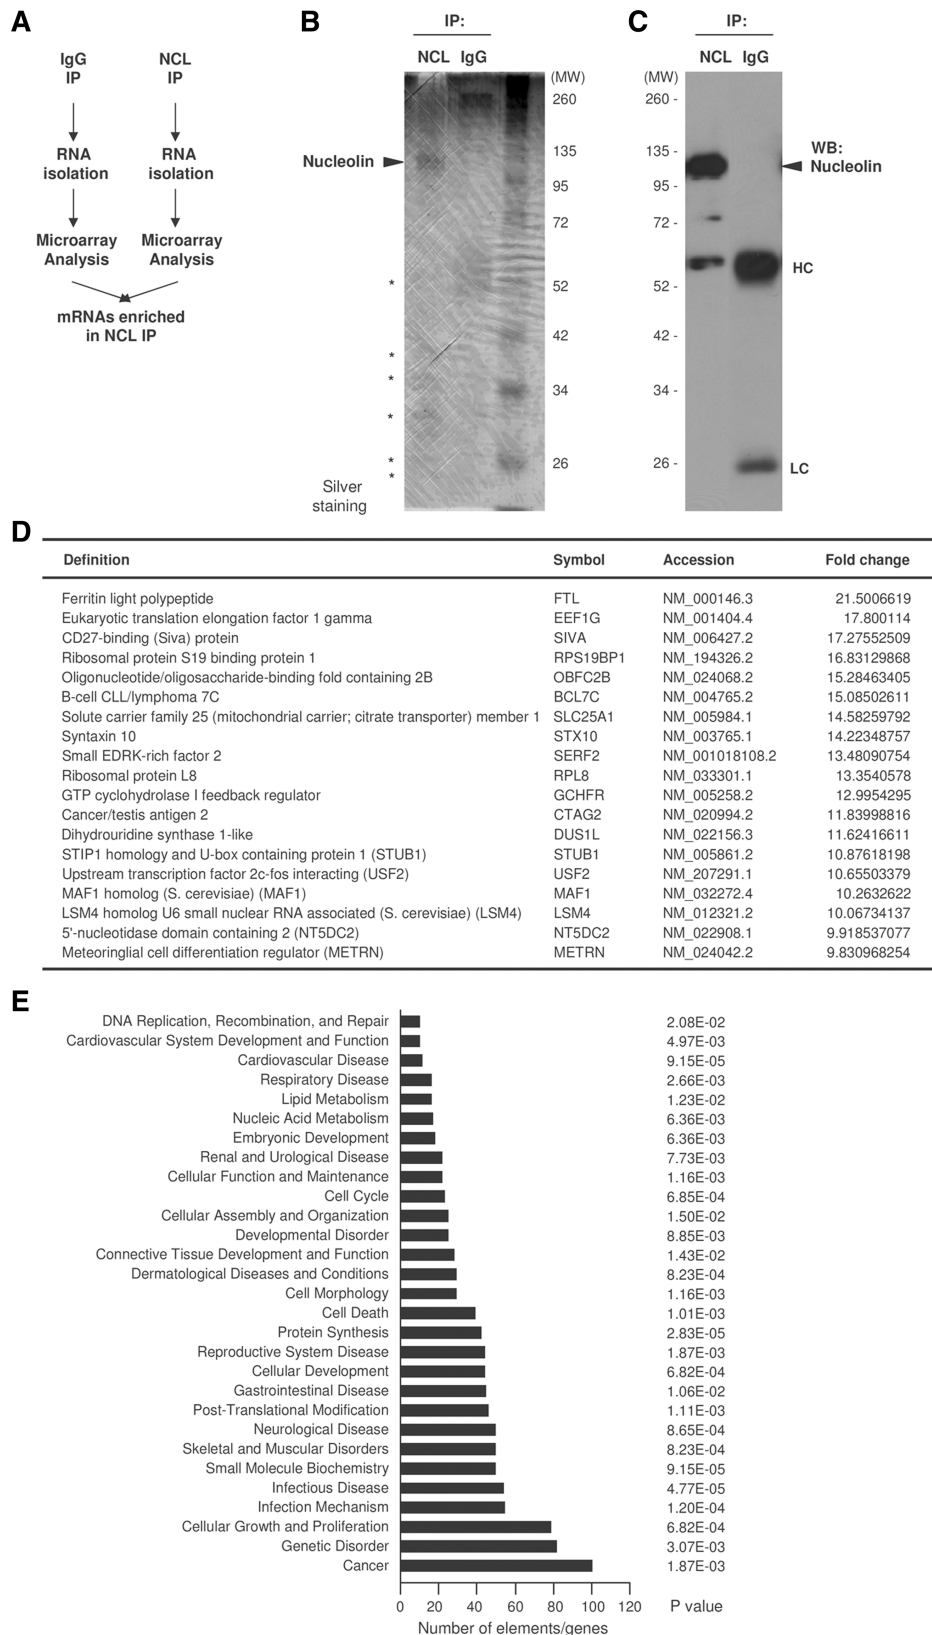 A
IgG
IP
NCL
IP
RNA
isolation
RNA
isolation
Microarray
Analysis
Microarray
Analysis
mRNAs enriched
in NCL IP
B
IP:
NCL IgG
(MW)
260
Nucleolin
135
95
72
*
52
42
*
*
34
*
*
26
*
Silver
staining
C
IP:
NCL IgG
(MW)
260 -
135 -
WB:
Nucleolin
95 -
72 -
HC
52 -
42 -
34 -
26 -
LC
D
Definition Symbol Accession Fold change
Ferritin light polypeptide FTL NM_000146.3 21.5006619
Eukaryotic translation elongation factor 1 gamma EEF1G NM_001404.4 17.800114
CD27-binding (Siva) protein SIVA NM_006427.2 17.27552509
Ribosomal protein S19 binding protein 1 RPS19BP1 NM_194326.2 16.83129868
Oligonucleotide/oligosaccharide-binding fold containing 2B OBFC2B NM_024068.2 15.28463405
B-cell CLL/lymphoma 7C BCL7C NM_004765.2 15.08502611
Solute carrier family 25 (mitochondrial carrier; citrate transporter) member 1 SLC25A1 NM_005984.1 14.58259792
Syntaxin 10 STX10 NM_003765.1 14.22348757
Small EDRK-rich factor 2 SERF2 NM_001018108.2 13.48090754
Ribosomal protein L8 RPL8 NM_033301.1 13.3540578
GTP cyclohydrolase I feedback regulator GCHFR NM_005258.2 12.9954295
Cancer/testis antigen 2 CTAG2 NM_020994.2 11.83998816
Dihydrouridine synthase 1-like DUS1L NM_022156.3 11.62416611
STIP1 homology and U-box containing protein 1 (STUB1) STUB1 NM_005861.2 10.87618198
Upstream transcription factor 2c-fos interacting (USF2) USF2 NM_207291.1 10.65503379
MAF1 homolog (S. cerevisiae) (MAF1) MAF1 NM_032272.4 10.2632622
LSM4 homolog U6 small nuclear RNA associated (S. cerevisiae) (LSM4) LSM4 NM_012321.2 10.06734137
5'-nucleotidase domain containing 2 (NT5DC2) NT5DC2 NM_022908.1 9.918537077
Meteoringlial cell differentiation regulator (METRN) METRN NM_024042.2 9.830968254
E
DNA Replication, Recombination, and Repair 2.08E-02
Cardiovascular System Development and Function 4.97E-03
Cardiovascular Disease 9.15E-05
Respiratory Disease 2.66E-03
Lipid Metabolism 1.23E-02
Nucleic Acid Metabolism 6.36E-03
Embryonic Development 6.36E-03
Renal and Urological Disease 7.73E-03
Cellular Function and Maintenance 1.16E-03
Cell Cycle 6.85E-04
Cellular Assembly and Organization 1.50E-02
Developmental Disorder 8.85E-03
Connective Tissue Development and Function 1.43E-02
Dermatological Diseases and Conditions 8.23E-04
Cell Morphology 1.16E-03
Cell Death 1.01E-03
Protein Synthesis 2.83E-05
Reproductive System Disease 1.87E-03
Cellular Development 6.82E-04
Gastrointestinal Disease 1.06E-02
Post-Translational Modification 1.11E-03
Neurological Disease 8.65E-04
Skeletal and Muscular Disorders 8.23E-04
Small Molecule Biochemistry 9.15E-05
Infectious Disease 4.77E-05
Infection Mechanism 1.20E-04
Cellular Growth and Proliferation 6.82E-04
Genetic Disorder 3.07E-03
Cancer 1.87E-03
0 20 40 60 80 100 120 P value
Number of elements/genes